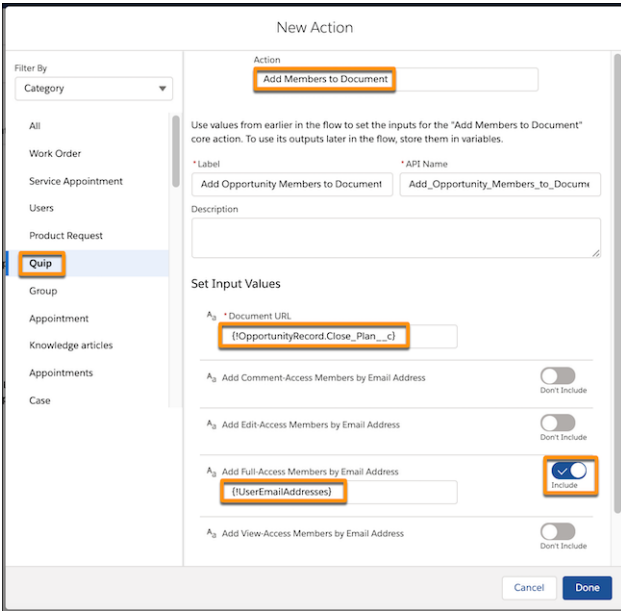 New Action
Filter By
Category
All
Work Order
Service Appointment
Users
Product Request
Quip
Group
Appointment
Knowledge articles
Appointments
Case
Action
Add Members to Document
Use values from earlier in the flow to set the inputs for the "Add Members to Document"
core action. To use its outputs later in the flow, store them in variables.
*Label
*API Name
Add Opportunity Members to Document
Add_Opportunity_Members_to_Docume
Description
Set Input Values
Aa *Document URL
{!OpportunityRecord.Close_Plan__c}
Aa Add Comment-Access Members by Email Address
Don't Include
Aa Add Edit-Access Members by Email Address
Don't Include
Aa Add Full-Access Members by Email Address
Include
{!UserEmailAddresses}
Aa Add View-Access Members by Email Address
Don't Include
Cancel
Done